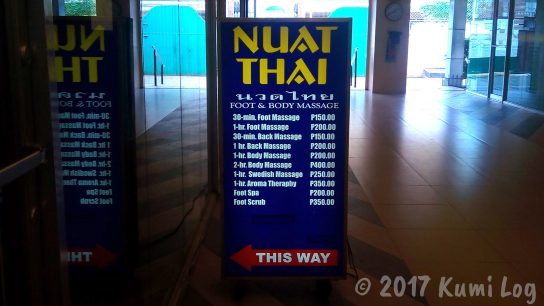 NUAT
THAI
นวดไทย
FOOT & BODY MASSAGE
30-min. Foot Massage P150.00
1-hr. Foot Massage P200.00
30-min. Back Massage P150.00
1 hr. Back Massage P200.00
1-hr. Body Massage P200.00
2-hr. Body Massage P400.00
1-hr. Swedish Massage P250.00
1-hr. Aroma Theraphy P350.00
Foot Spa P200.00
Foot Scrub P350.00
THIS WAY
© 2017 Kumi Log